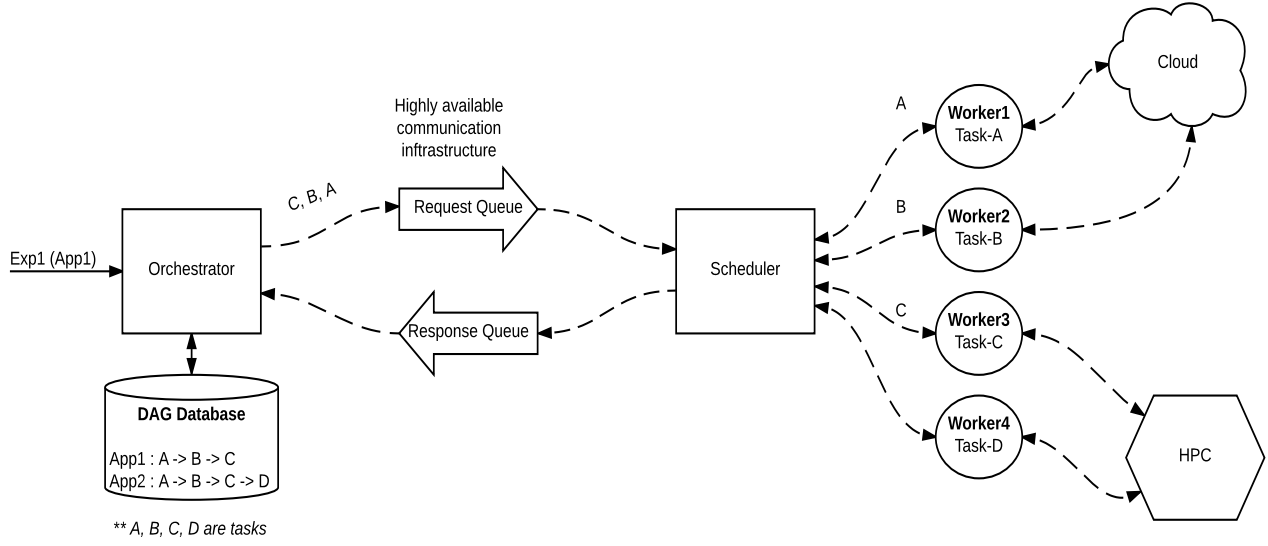 Highly available
communication
inftrastructure
C, B, A
Request Queue
Exp1 (App1)
Orchestrator
Response Queue
Scheduler
DAG Database
App1 : A -> B -> C
App2 : A -> B -> C -> D
** A, B, C, D are tasks
A
Worker1
Task-A
B
Worker2
Task-B
C
Worker3
Task-C
Worker4
Task-D
Cloud
HPC